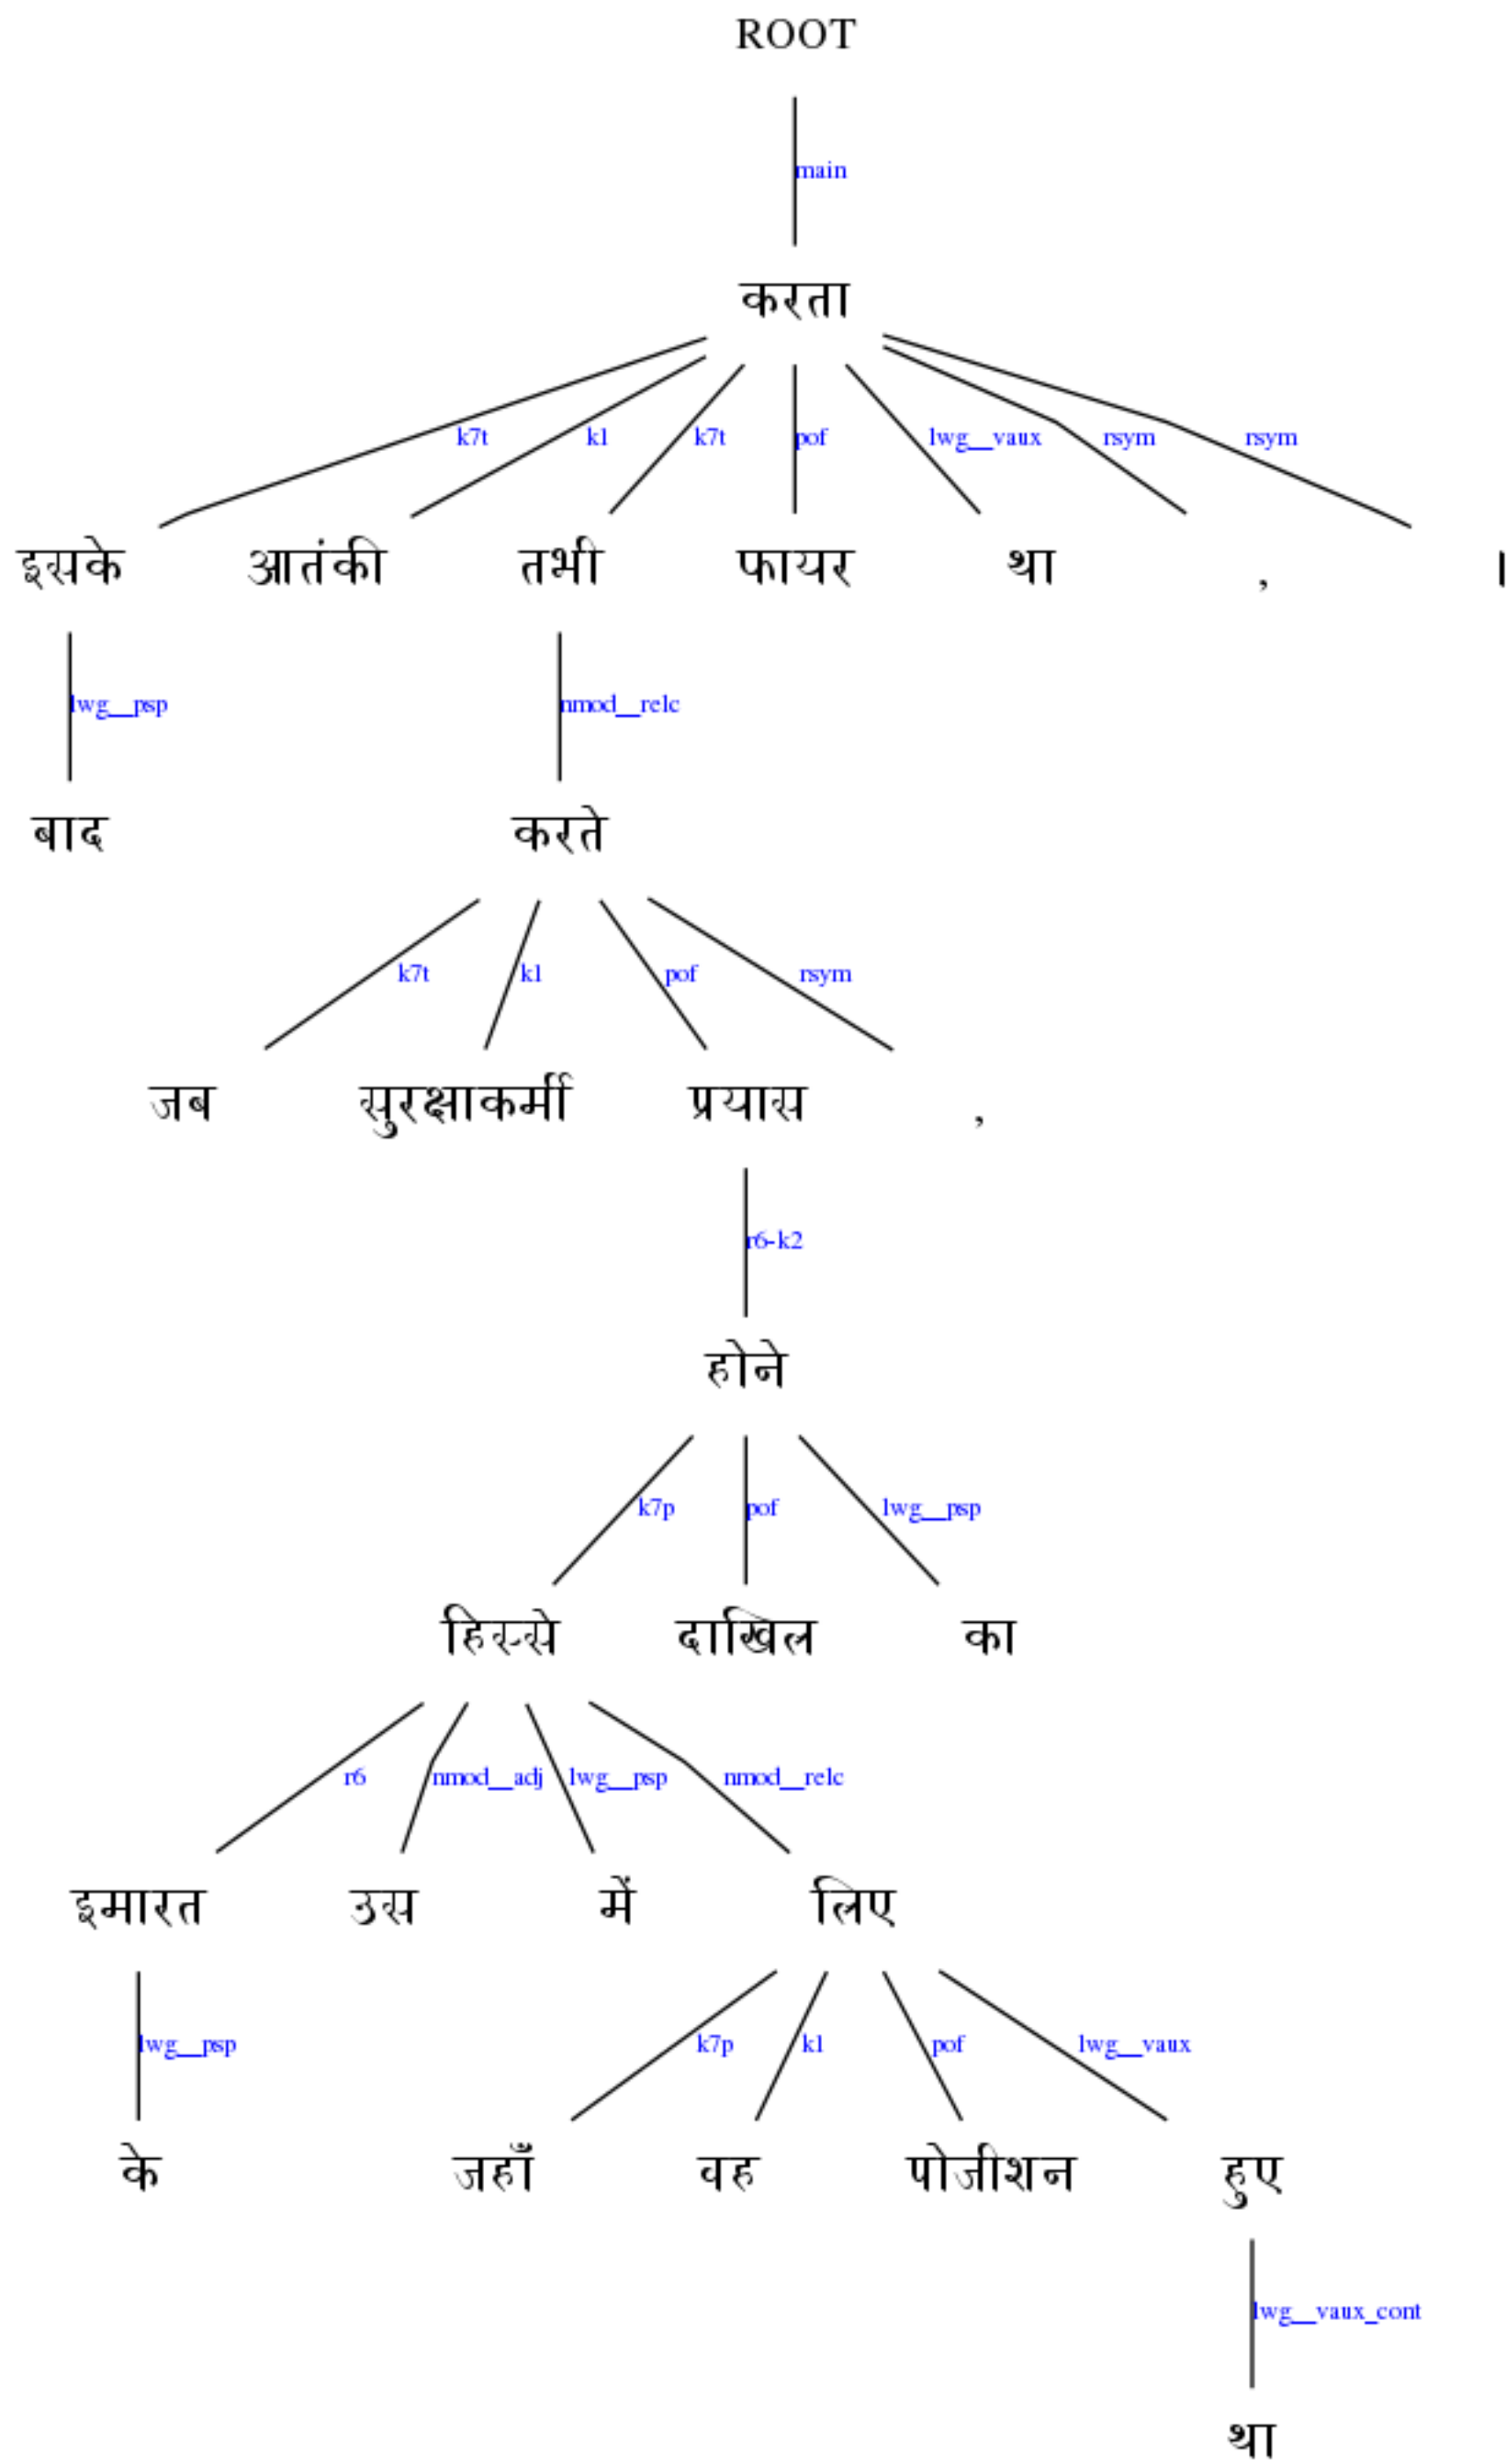 ROOT
main
करता
k7t k1 k7t pof lwg__vaux rsym rsym
इसके आतंकी तभी फायर था , ।
lwg__psp nmod__relc
बाद करते
k7t k1 pof rsym
जब सुरक्षाकर्मी प्रयास ,
r6-k2
होने
k7p pof lwg__psp
हिस्से दाखिल का
r6 nmod__adj lwg__psp nmod__relc
इमारत उस में लिए
lwg__psp k7p k1 pof lwg__vaux
के जहाँ वह पोजीशन हुए
lwg__vaux_cont
था